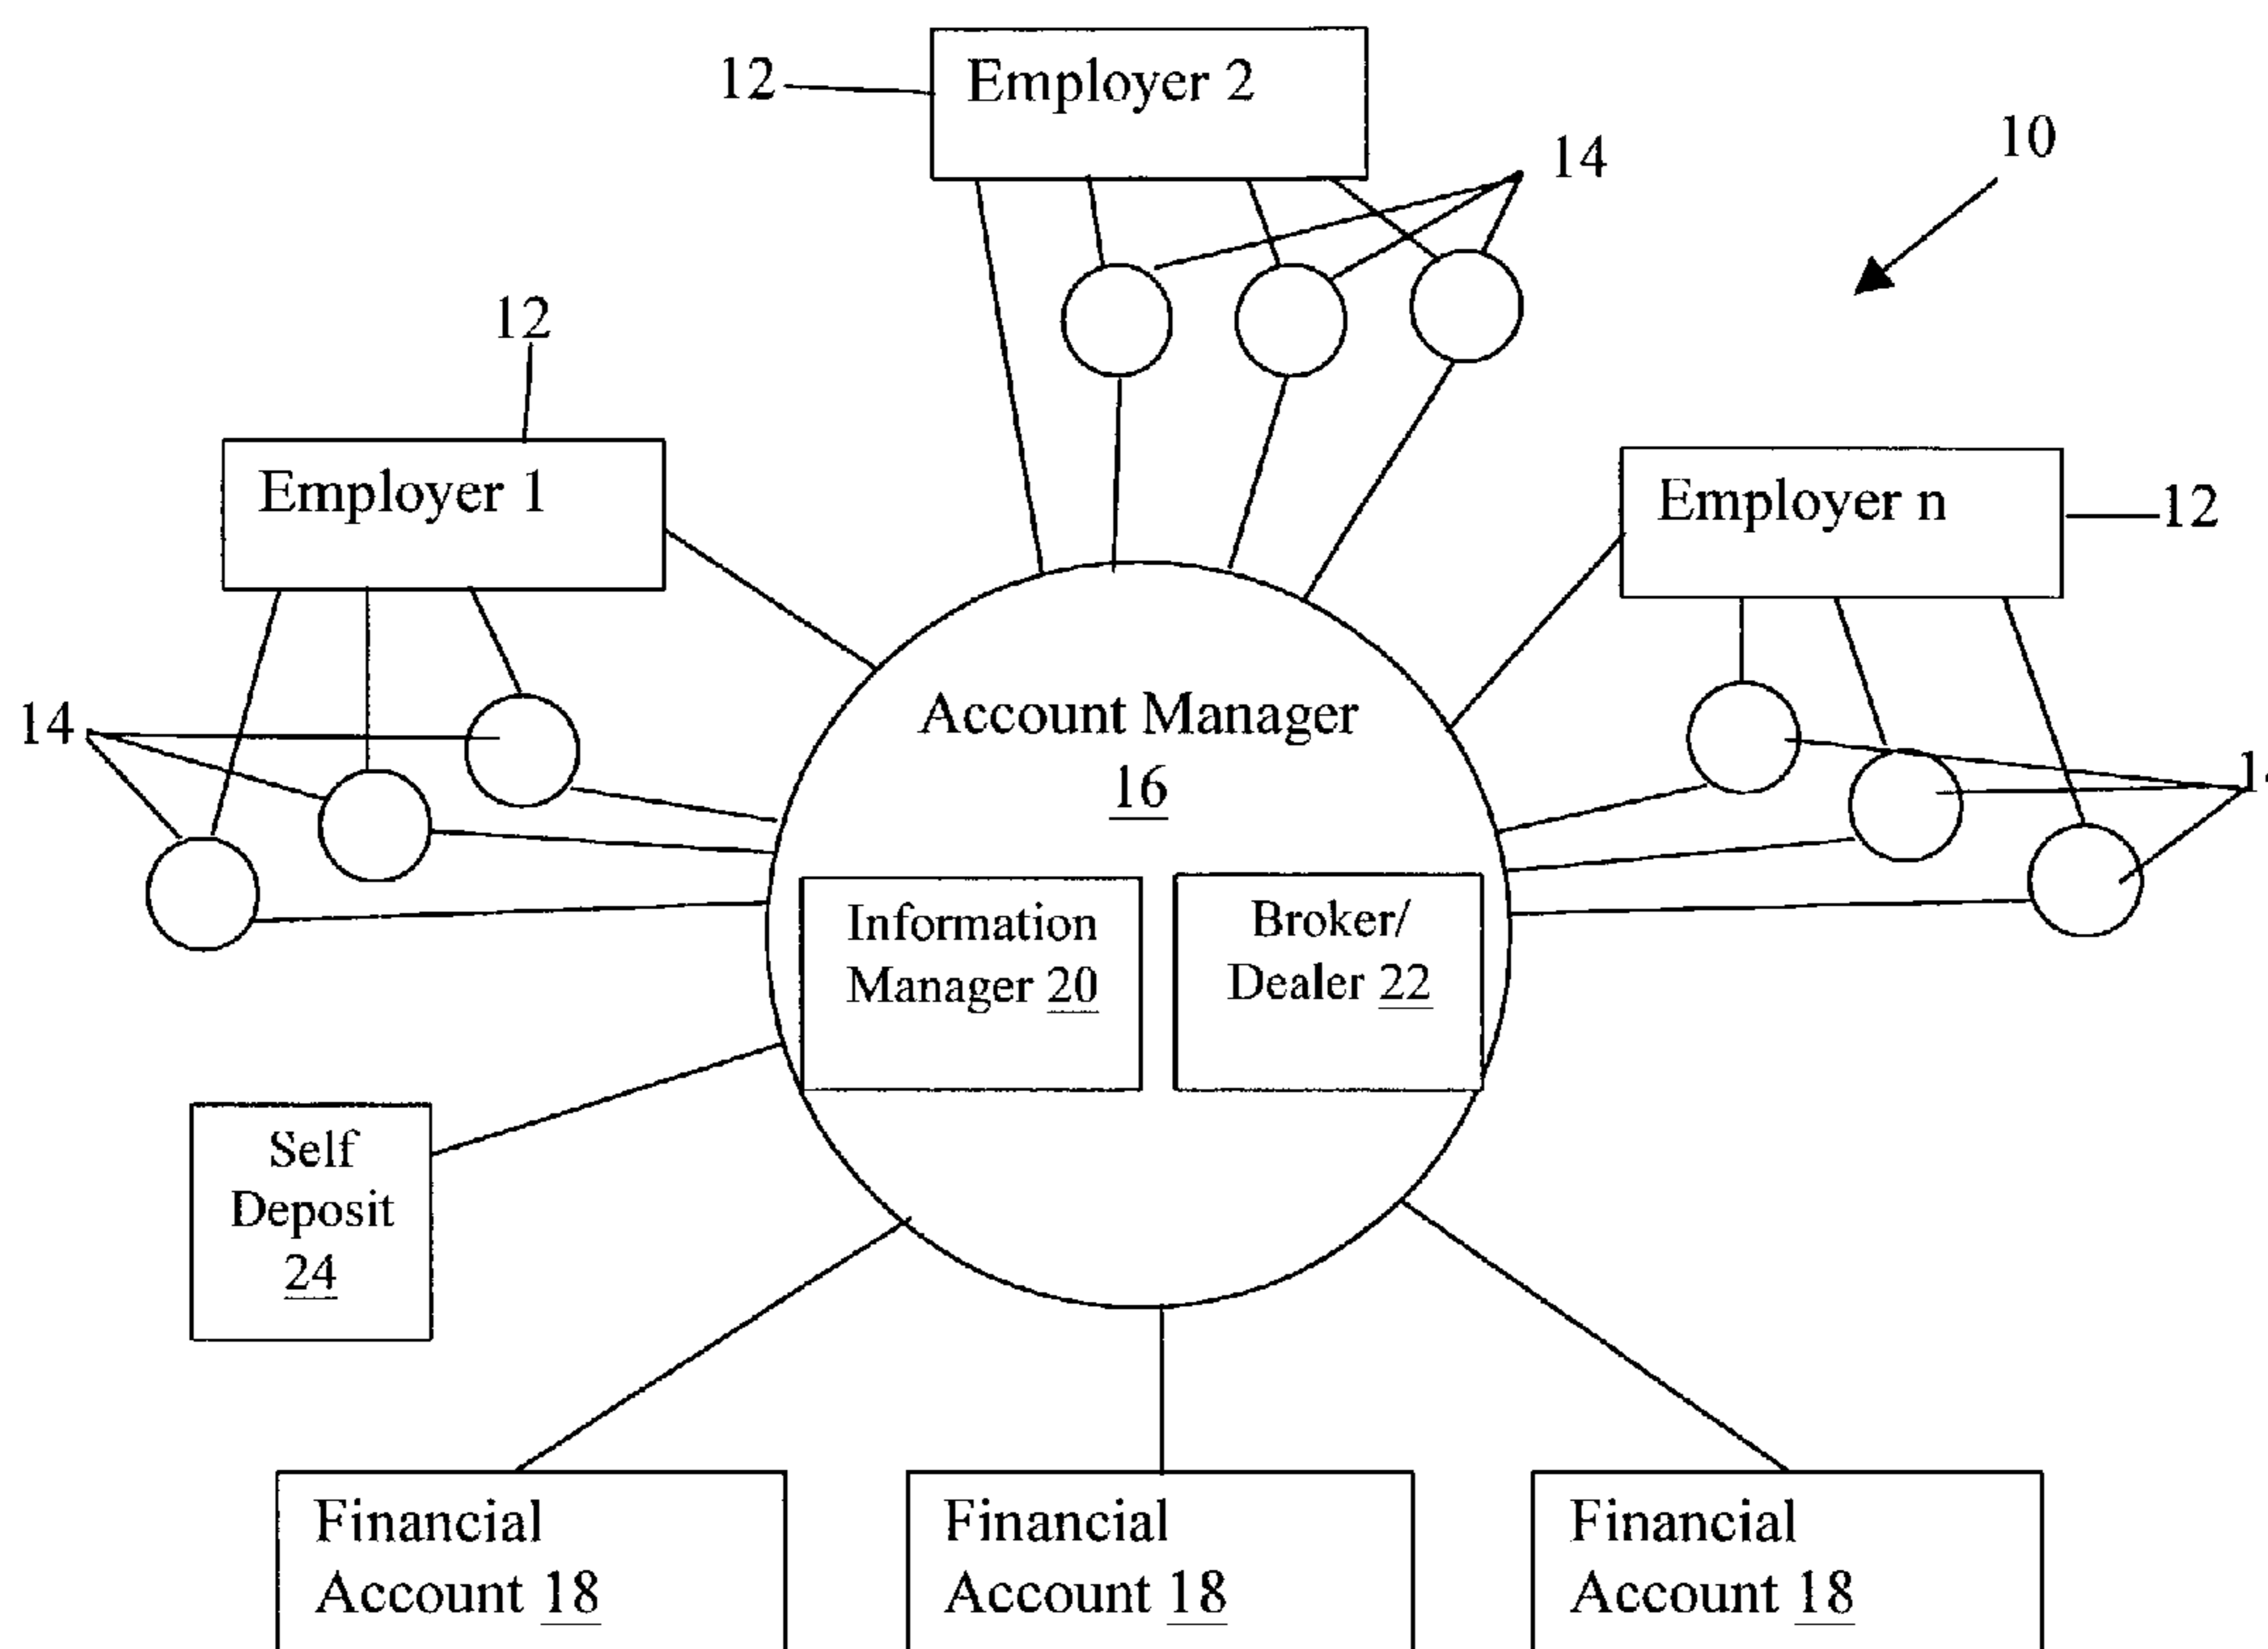 12
Employer 2
14
10
12
Employer 1
Employer n
12
14
Account Manager
16
Information
Manager 20
Broker/
Dealer 22
Self
Deposit
24
Financial
Account 18
Financial
Account 18
Financial
Account 18